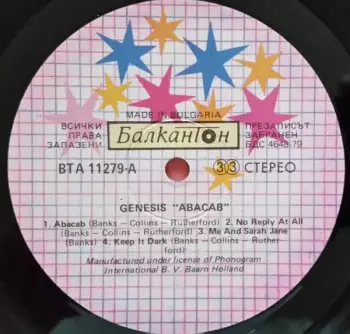 MADE IN BULGARIA
ВСИЧКИ ПРАВА ЗАПАЗЕНИ
Балкантон
ПРЕЗАПИСЪТ ЗАБРАНЕН БДС 4648-79
ВТА 11279-А
33 СТЕРЕО
GENESIS "ABACAB"
1. Abacab (Banks – Collins – Rutherford) 2. No Reply At All
(Banks – Collins – Rutherford) 3. Me And Sarah Jane
(Banks) 4. Keep It Dark (Banks – Collins – Ruther-
ford)
Manufactured under license of Phonogram
International B. V. Baarn Holland